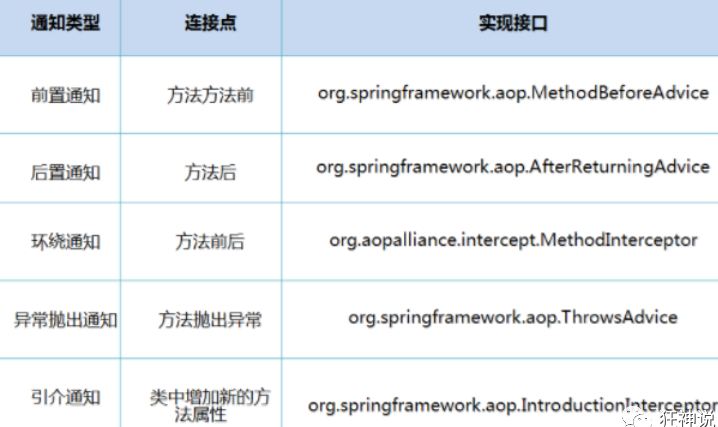 通知类型 连接点 实现接口
前置通知 方法方法前 org.springframework.aop.MethodBeforeAdvice
后置通知 方法后 org.springframework.aop.AfterReturningAdvice
环绕通知 方法前后 org.aopalliance.intercept.MethodInterceptor
异常抛出通知 方法抛出异常 org.springframework.aop.ThrowsAdvice
引介通知 类中增加新的方
法属性 org.springframework.aop.IntroductionInterceptor
狂神说